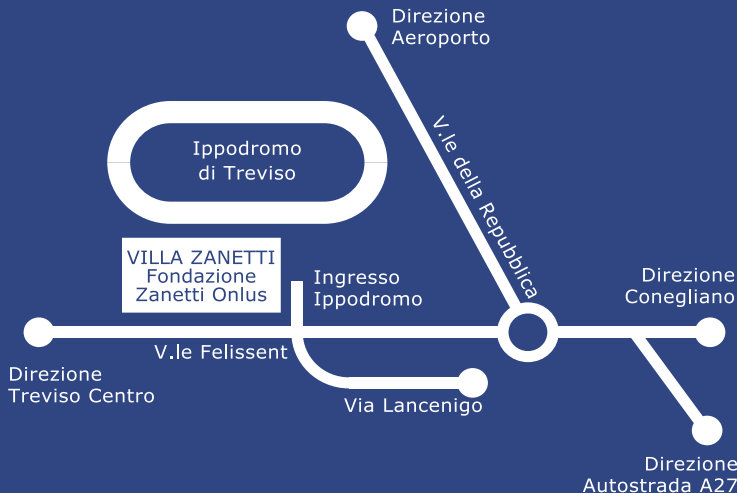 Direzione
Aeroporto
Ippodromo
di Treviso
V.le della Repubblica
VILLA ZANETTI
Fondazione
Zanetti Onlus
Ingresso
Ippodromo
Direzione
Conegliano
V.le Felissent
Direzione
Treviso Centro
Via Lancenigo
Direzione
Autostrada A27